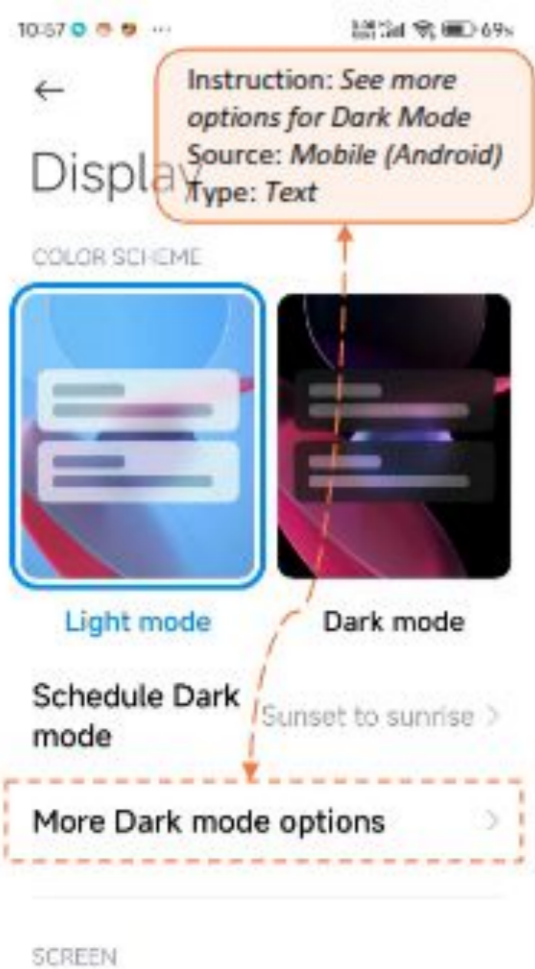 10:57 ... 69%
Instruction: See more
options for Dark Mode
Source: Mobile (Android)
Type: Text
Display
COLOR SCHEME
Light mode
Dark mode
Schedule Dark
mode
Sunset to sunrise
More Dark mode options
SCREEN